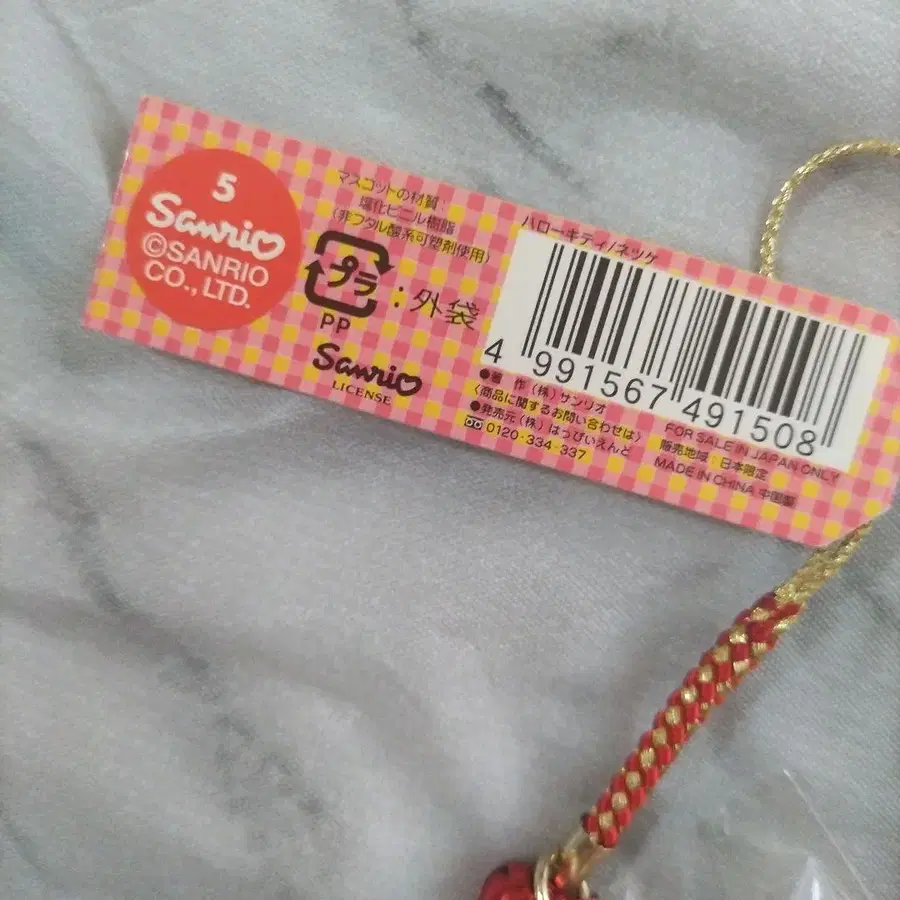 5
Sanrio
©SANRIO
CO., LTD.
マスコットの材質:
塩化ビニル樹脂
(非フタル酸系可塑剤使用)
プラ
:外袋
PP
Sanrio
LICENSE
ハローキティ/ネツケ
4 991567 491508
●著 作(株)サンリオ
〈商品に関するお問い合わせは〉
●発売元(株)はっぴいえんど
0120-334-337
FOR SALE IN JAPAN ONLY
販売地域:日本限定
MADE IN CHINA 中国製